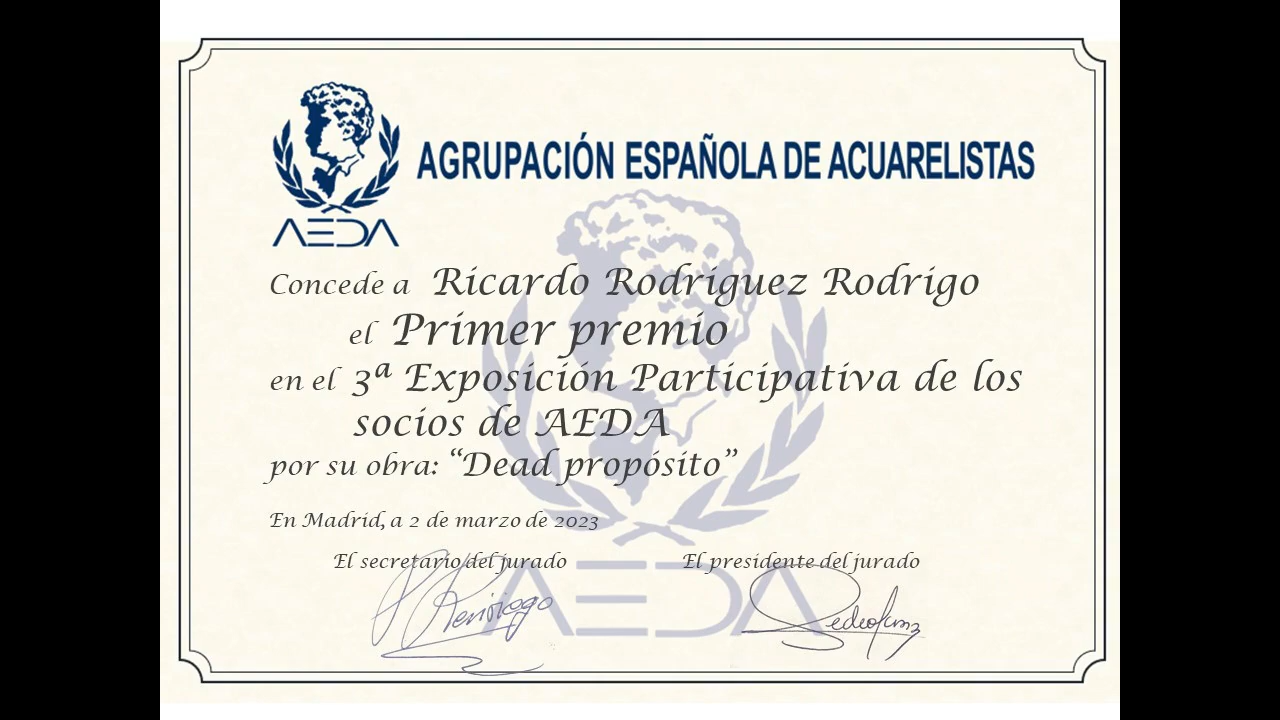 AGRUPACIÓN ESPAÑOLA DE ACUARELISTAS
AEDA
Concede a Ricardo Rodriguez Rodrigo
el Primer premio
en el 3ª Exposición Participativa de los
socios de AEDA
por su obra: “Dead propósito”
En Madrid, a 2 de marzo de 2023
El secretario del jurado El presidente del jurado
AEDA